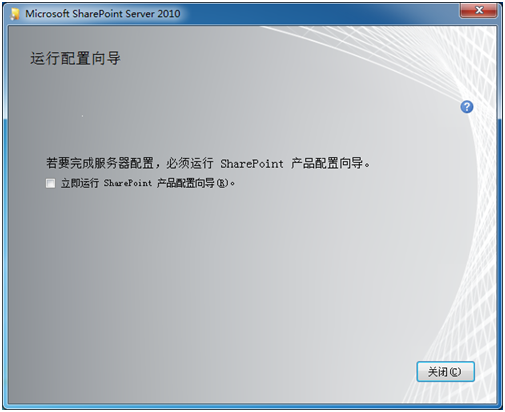 Microsoft SharePoint Server 2010
运行配置向导
?
若要完成服务器配置，必须运行 SharePoint 产品配置向导。
立即运行 SharePoint 产品配置向导(R)。
关闭(C)